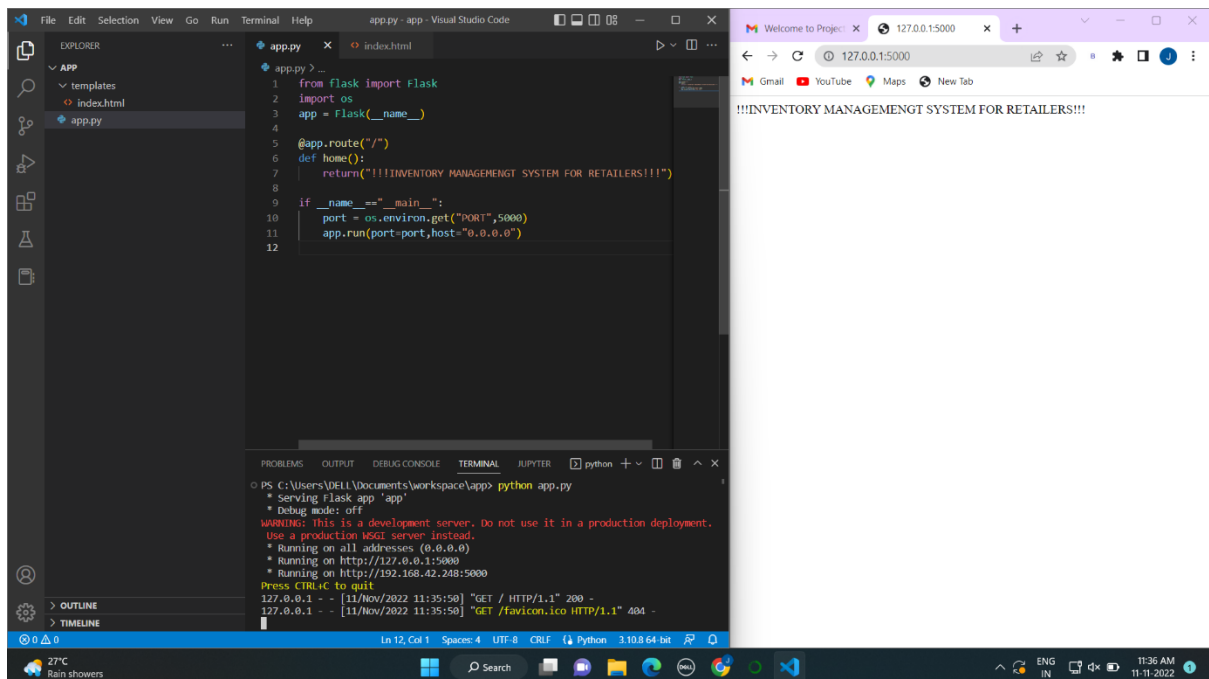 File Edit Selection View Go Run Terminal Help app.py - app - Visual Studio Code
EXPLORER
APP
templates
index.html
app.py
app.py index.html
app.py > ...
1 from flask import Flask
2 import os
3 app = Flask(__name__)
4
5 @app.route("/")
6 def home():
7 return("!!!INVENTORY MANAGEMENGT SYSTEM FOR RETAILERS!!!")
8
9 if __name__=="__main__":
10 port = os.environ.get("PORT",5000)
11 app.run(port=port,host="0.0.0.0")
12
PROBLEMS OUTPUT DEBUG CONSOLE TERMINAL JUPYTER python
PS C:\Users\DELL\Documents\workspace\app> python app.py
* Serving Flask app 'app'
* Debug mode: off
WARNING: This is a development server. Do not use it in a production deployment.
Use a production WSGI server instead.
* Running on all addresses (0.0.0.0)
* Running on http://127.0.0.1:5000
* Running on http://192.168.42.248:5000
Press CTRL+C to quit
127.0.0.1 - - [11/Nov/2022 11:35:50] "GET / HTTP/1.1" 200 -
127.0.0.1 - - [11/Nov/2022 11:35:50] "GET /favicon.ico HTTP/1.1" 404 -
OUTLINE
TIMELINE
0 0 Ln 12, Col 1 Spaces: 4 UTF-8 CRLF Python 3.10.8 64-bit
Welcome to Projec 127.0.0.1:5000
127.0.0.1:5000 J
Gmail YouTube Maps New Tab
!!!INVENTORY MANAGEMENGT SYSTEM FOR RETAILERS!!!
27°C
Rain showers
Search
DELL
ENG
IN
11:36 AM
11-11-2022
1